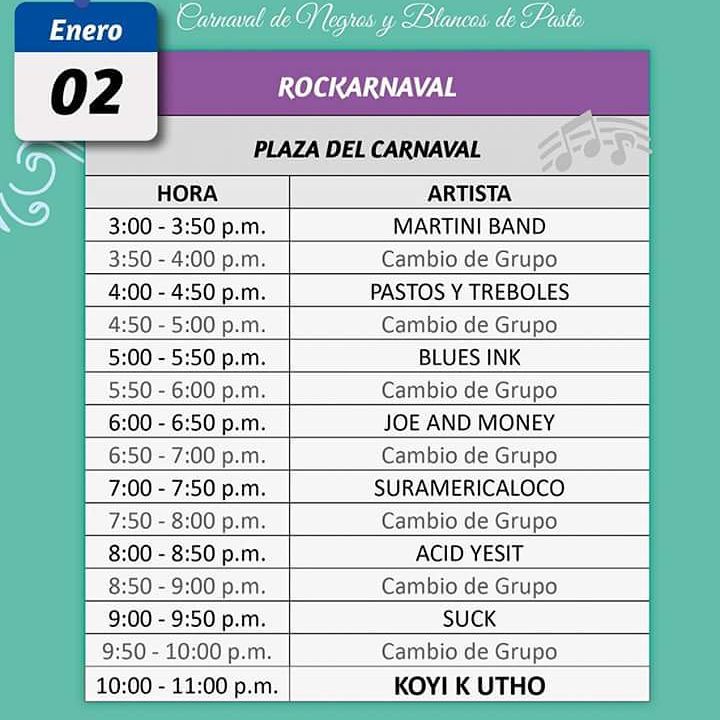 Carnaval de Negros y Blancos de Pasto
Enero
02
ROCKARNAVAL
PLAZA DEL CARNAVAL
HORA ARTISTA
3:00 - 3:50 p.m. MARTINI BAND
3:50 - 4:00 p.m. Cambio de Grupo
4:00 - 4:50 p.m. PASTOS Y TREBOLES
4:50 - 5:00 p.m. Cambio de Grupo
5:00 - 5:50 p.m. BLUES INK
5:50 - 6:00 p.m. Cambio de Grupo
6:00 - 6:50 p.m. JOE AND MONEY
6:50 - 7:00 p.m. Cambio de Grupo
7:00 - 7:50 p.m. SURAMERICALOCO
7:50 - 8:00 p.m. Cambio de Grupo
8:00 - 8:50 p.m. ACID YESIT
8:50 - 9:00 p.m. Cambio de Grupo
9:00 - 9:50 p.m. SUCK
9:50 - 10:00 p.m. Cambio de Grupo
10:00 - 11:00 p.m. KOYI K UTHO